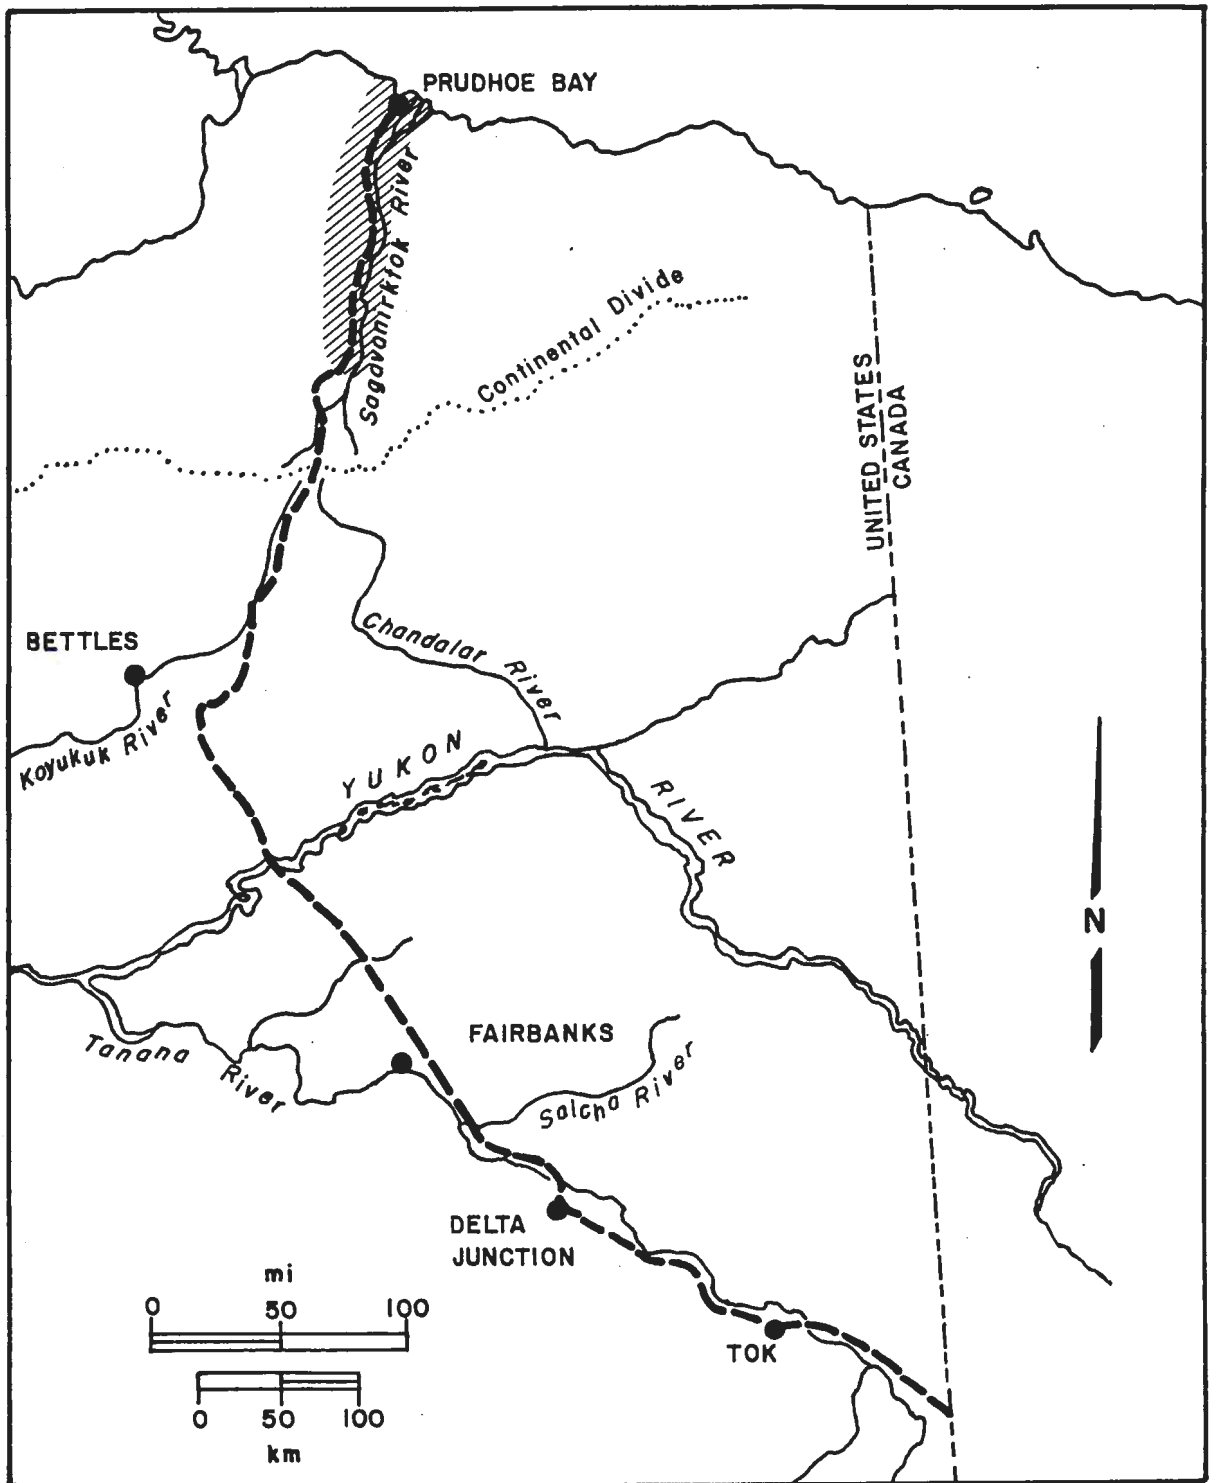 PRUDHOE BAY
Sagavanirktok River
Continental Divide
UNITED STATES
CANADA
BETTLES
Chandalar River
Koyukuk River
YUKON
RIVER
N
FAIRBANKS
Tanana River
Salcha River
DELTA
JUNCTION
mi
0 50 100
TOK
0 50 100
km